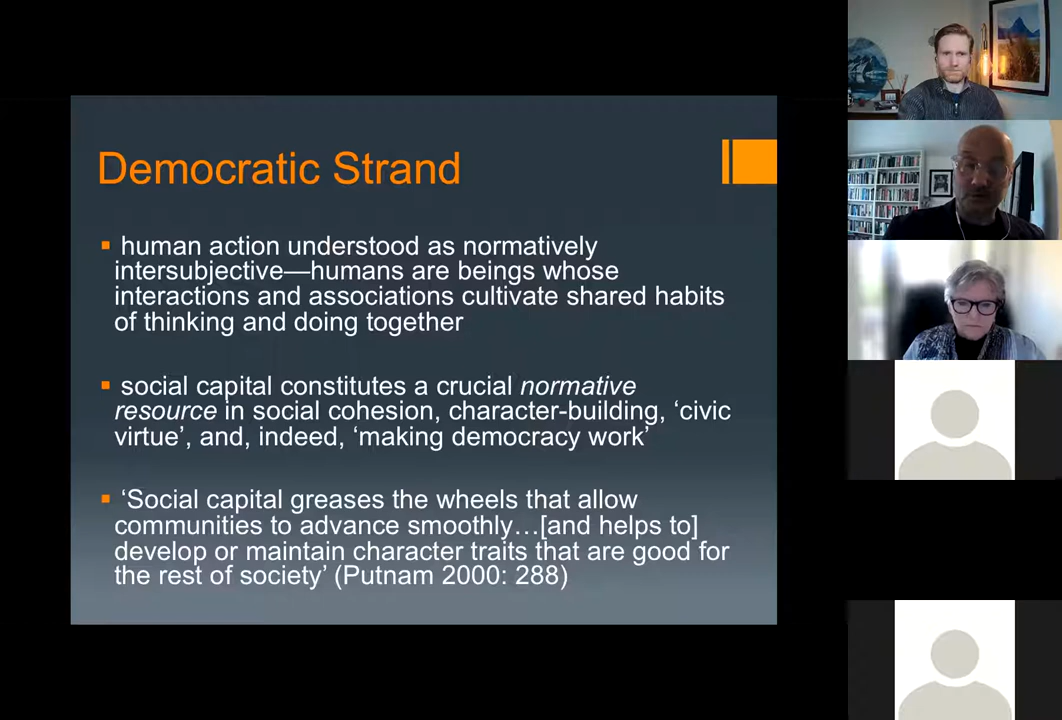 Democratic Strand
human action understood as normatively
intersubjective—humans are beings whose
interactions and associations cultivate shared habits
of thinking and doing together
social capital constitutes a crucial normative
resource in social cohesion, character-building, ‘civic
virtue’, and, indeed, ‘making democracy work’
‘Social capital greases the wheels that allow
communities to advance smoothly…[and helps to]
develop or maintain character traits that are good for
the rest of society’ (Putnam 2000: 288)